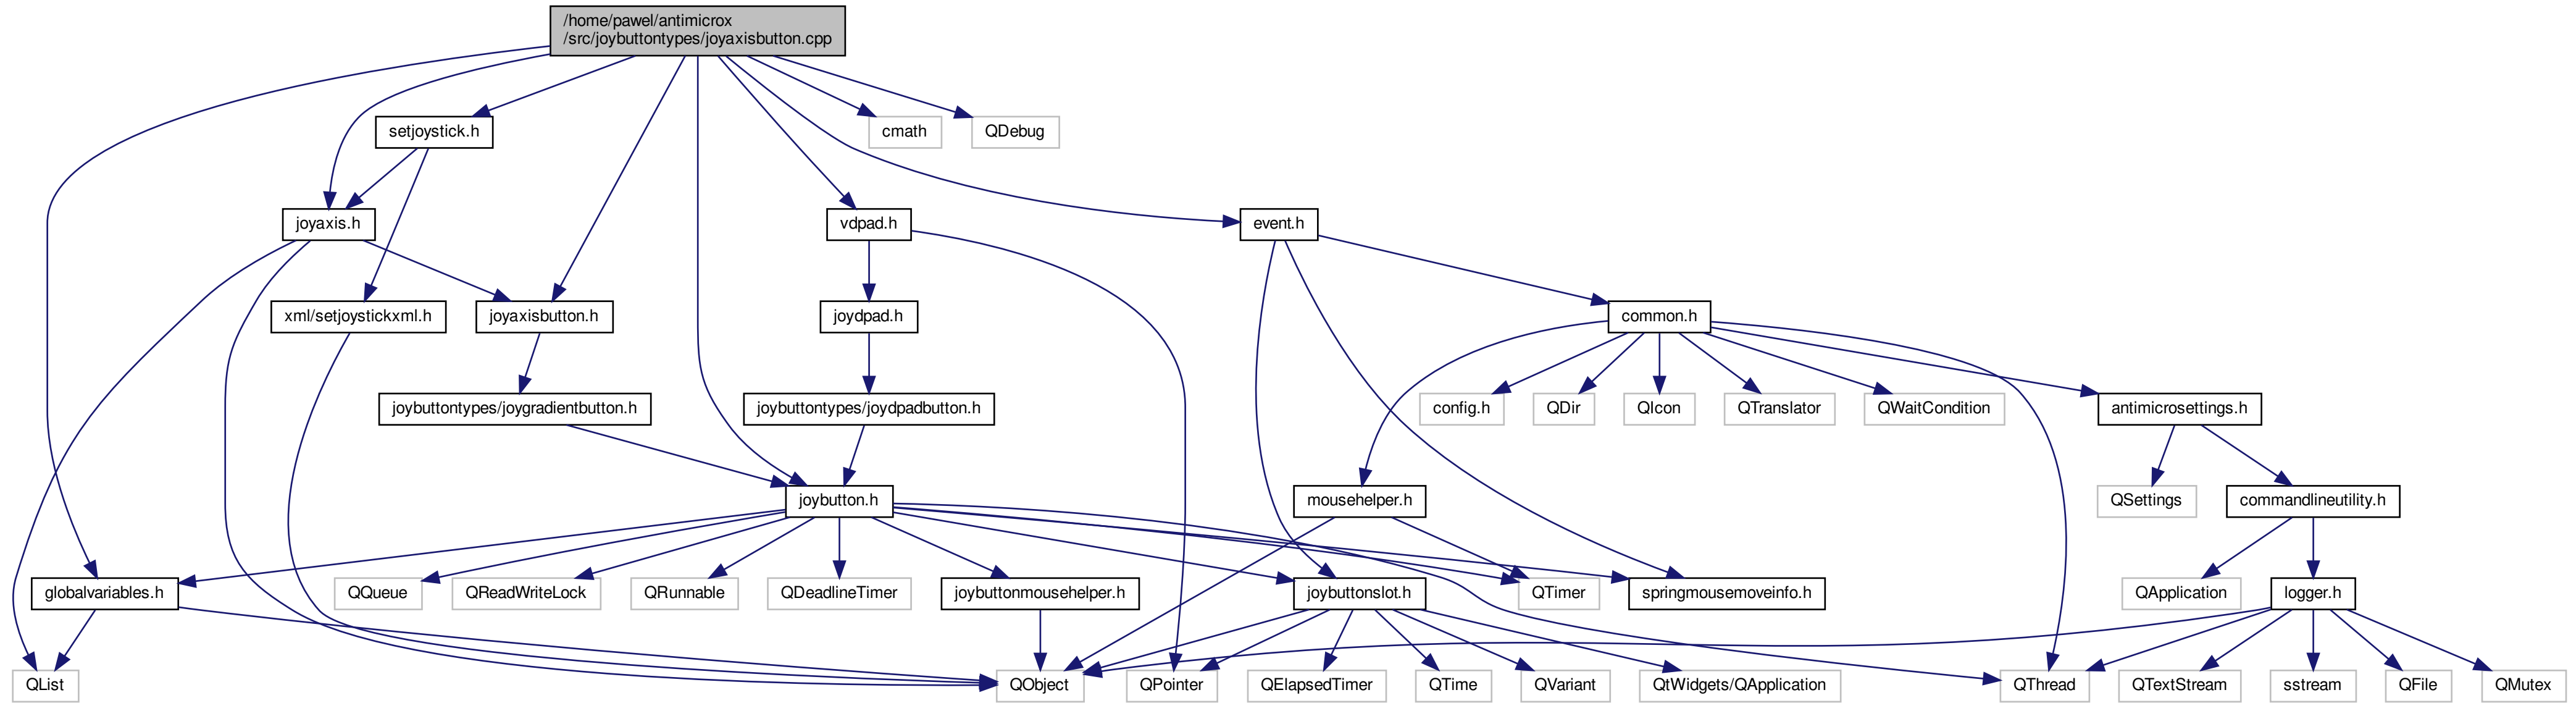 /home/pawel/antimicrox
/src/joybuttontypes/joyaxisbutton.cpp
setjoystick.h
cmath
QDebug
joyaxis.h
vdpad.h
event.h
xml/setjoystickxml.h
joyaxisbutton.h
joydpad.h
common.h
joybuttontypes/joygradientbutton.h
joybuttontypes/joydpadbutton.h
config.h
QDir
QIcon
QTranslator
QWaitCondition
antimicrosettings.h
joybutton.h
mousehelper.h
QSettings
commandlineutility.h
globalvariables.h
QQueue
QReadWriteLock
QRunnable
QDeadlineTimer
joybuttonmousehelper.h
joybuttonslot.h
QTimer
springmousemoveinfo.h
QApplication
logger.h
QList
QObject
QPointer
QElapsedTimer
QTime
QVariant
QtWidgets/QApplication
QThread
QTextStream
sstream
QFile
QMutex